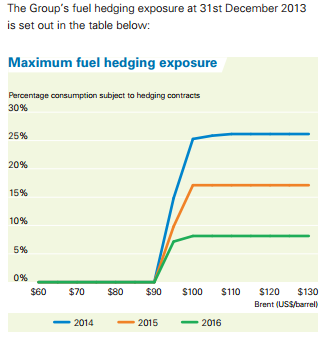 The Group's fuel hedging exposure at 31st December 2013
is set out in the table below:
Maximum fuel hedging exposure
Percentage consumption subject to hedging contracts
30%
25%
20%
15%
10%
5%
0%
$60 $70 $80 $90 $100 $110 $120 $130
Brent (US$/barrel)
2014 2015 2016